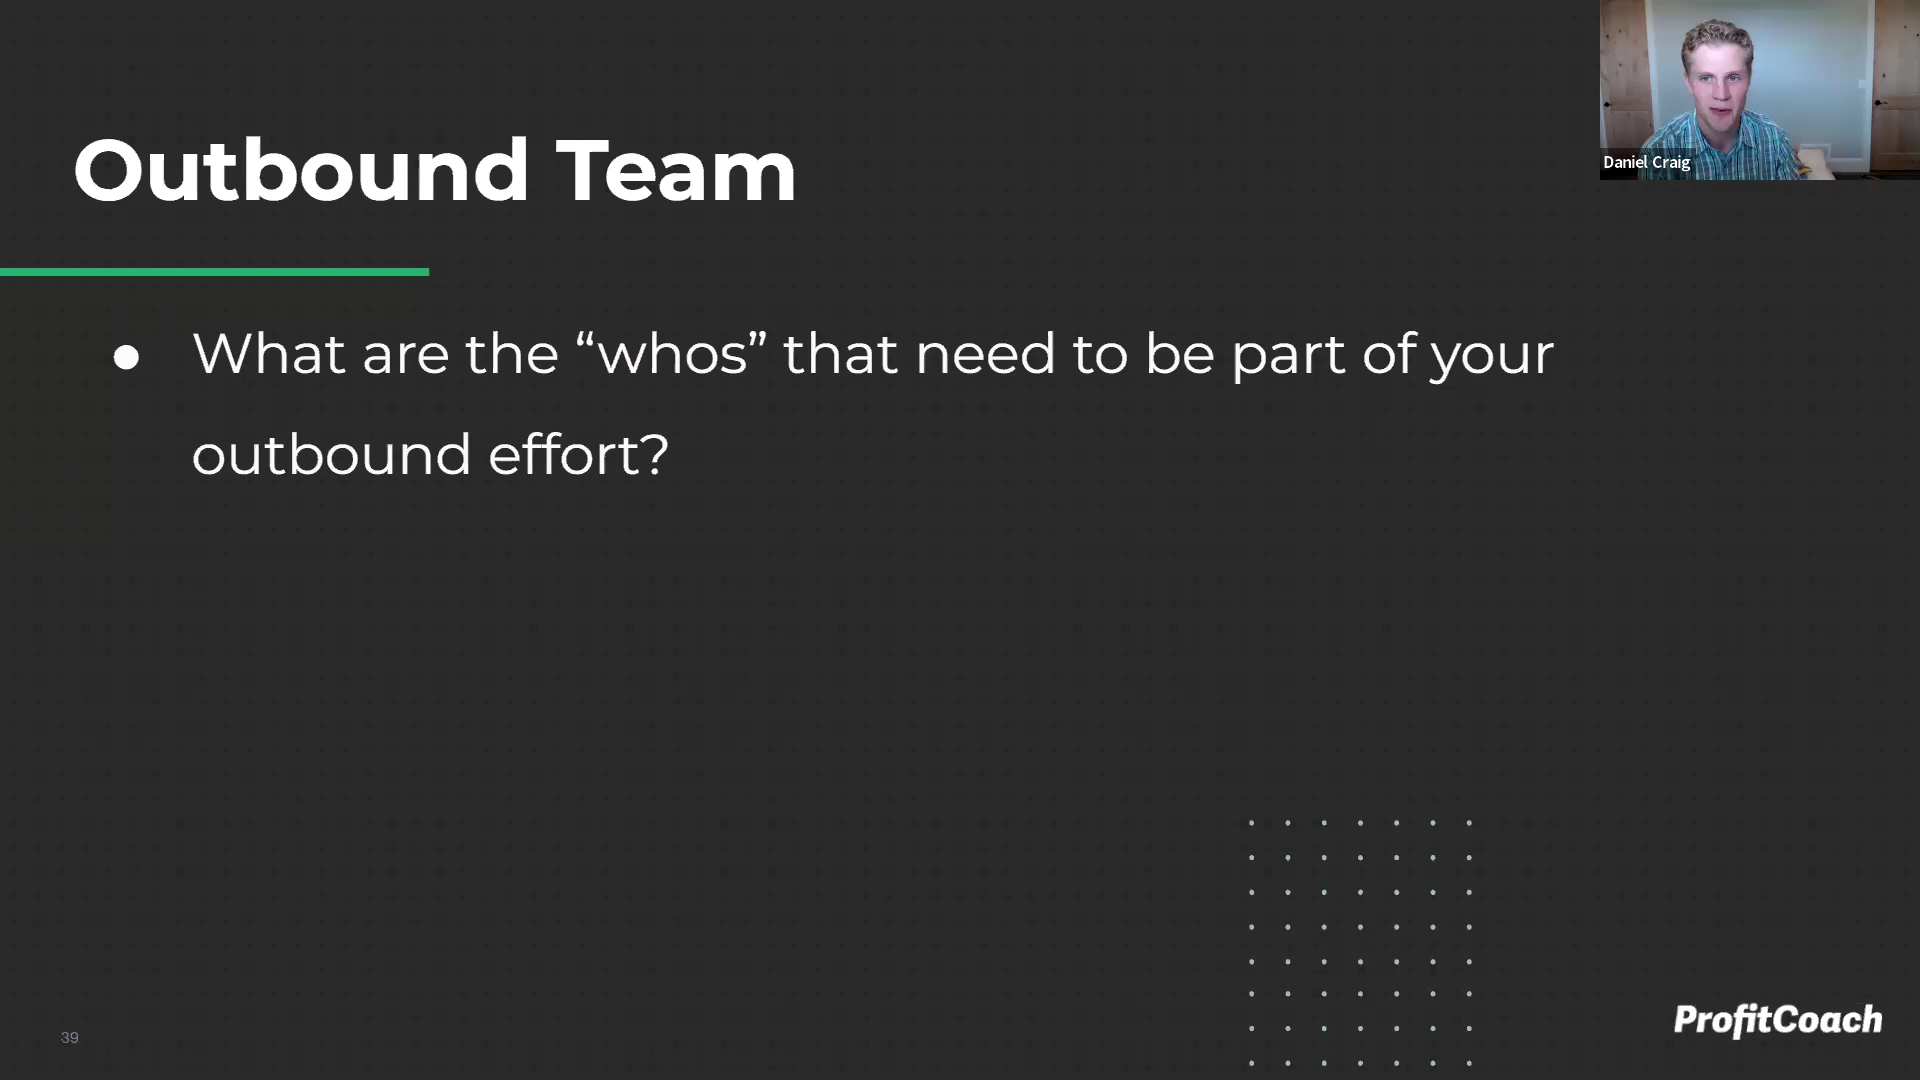 Outbound Team
Daniel Craig
● What are the “whos” that need to be part of your
outbound effort?
39
ProfitCoach